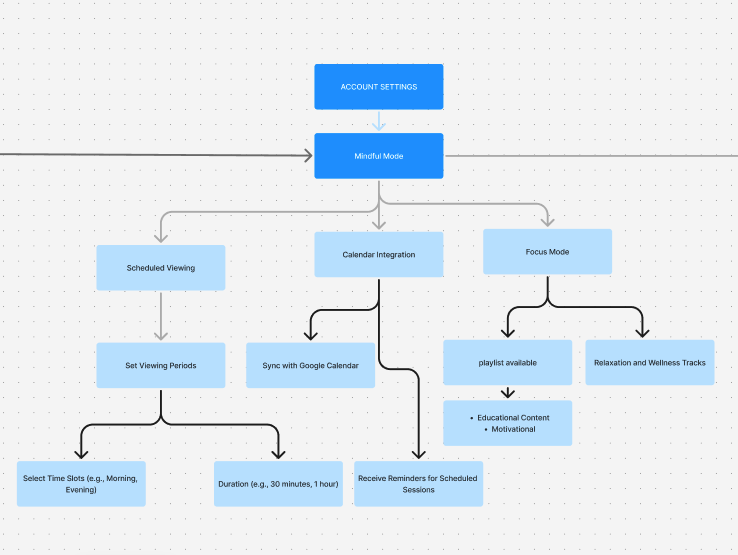 ACCOUNT SETTINGS
Mindful Mode
Scheduled Viewing
Calendar Integration
Focus Mode
Set Viewing Periods
Sync with Google Calendar
playlist available
Relaxation and Wellness Tracks
• Educational Content
• Motivational
Select Time Slots (e.g., Morning,
Evening)
Duration (e.g., 30 minutes, 1 hour)
Receive Reminders for Scheduled
Sessions